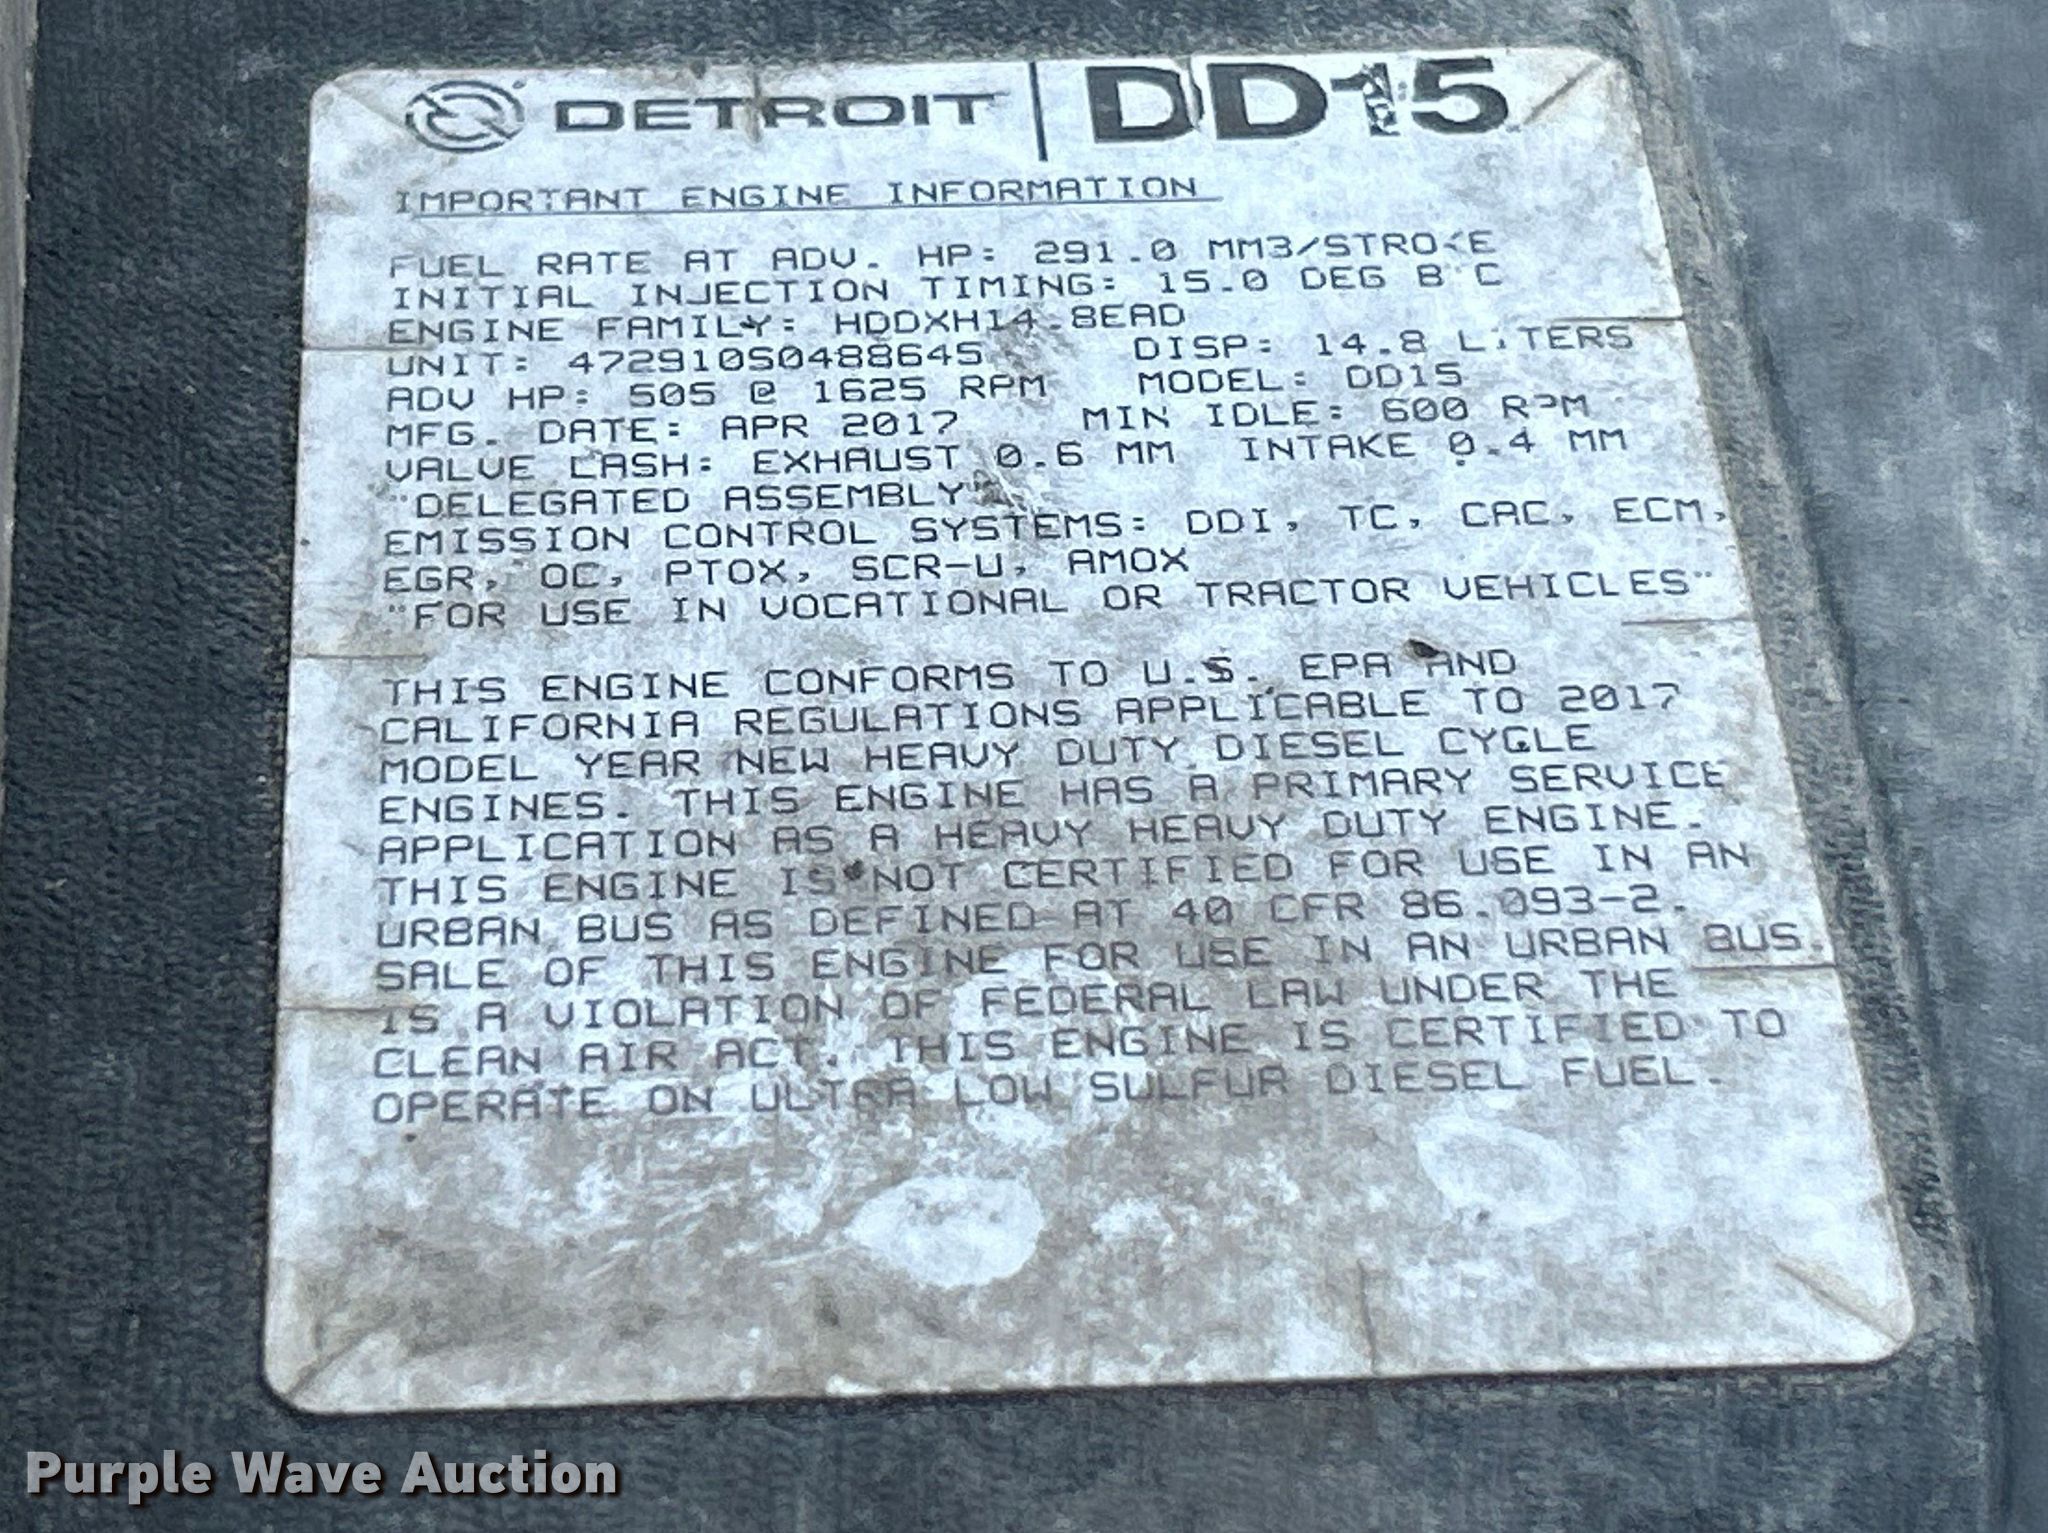 DETROIT | DD15
IMPORTANT ENGINE INFORMATION
FUEL RATE AT ADV. HP: 291.0 MM3/STROKE
INITIAL INJECTION TIMING: 15.0 DEG BTC
ENGINE FAMILY: HDDXH14.8EAD
UNIT: 472910S0488645 DISP: 14.8 LITERS
ADV HP: 505 @ 1625 RPM MODEL: DD15
MFG. DATE: APR 2017 MIN IDLE: 600 RPM
VALVE LASH: EXHAUST 0.6 MM INTAKE 0.4 MM
"DELEGATED ASSEMBLY"
EMISSION CONTROL SYSTEMS: DDI, TC, CAC, ECM,
EGR, OC, PTOX, SCR-U, AMOX
"FOR USE IN VOCATIONAL OR TRACTOR VEHICLES"
THIS ENGINE CONFORMS TO U.S. EPA AND
CALIFORNIA REGULATIONS APPLICABLE TO 2017
MODEL YEAR NEW HEAVY DUTY DIESEL CYCLE
ENGINES. THIS ENGINE HAS A PRIMARY SERVICE
APPLICATION AS A HEAVY HEAVY DUTY ENGINE.
THIS ENGINE IS NOT CERTIFIED FOR USE IN AN
URBAN BUS AS DEFINED AT 40 CFR 86.093-2.
SALE OF THIS ENGINE FOR USE IN AN URBAN BUS
IS A VIOLATION OF FEDERAL LAW UNDER THE
CLEAN AIR ACT. THIS ENGINE IS CERTIFIED TO
OPERATE ON ULTRA LOW SULFUR DIESEL FUEL.
Purple Wave Auction